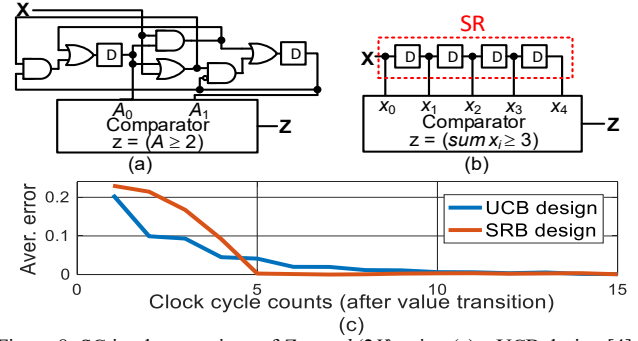 SR
X
D
D
X
D
D
D
D
A0
A1
x0
x1
x2
x3
x4
Comparator
z = (A ≥ 2)
Z
Comparator
z = (sum xi ≥ 3)
Z
(a)
(b)
Aver. error
0.2
0.1
0
UCB design
SRB design
0
5
10
15
Clock cycle counts (after value transition)
(c)